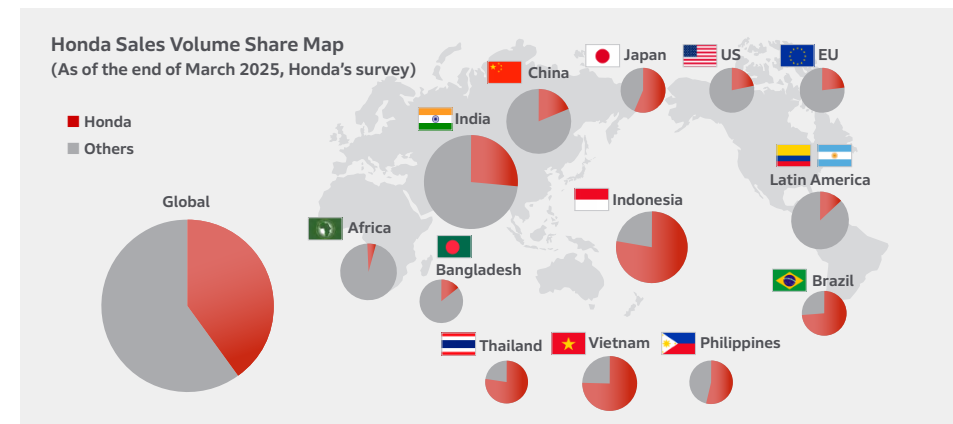 Honda Sales Volume Share Map
(As of the end of March 2025, Honda's survey)
Honda
Others
Global
Japan
US
EU
China
India
Latin America
Indonesia
Africa
Bangladesh
Brazil
Thailand
Vietnam
Philippines